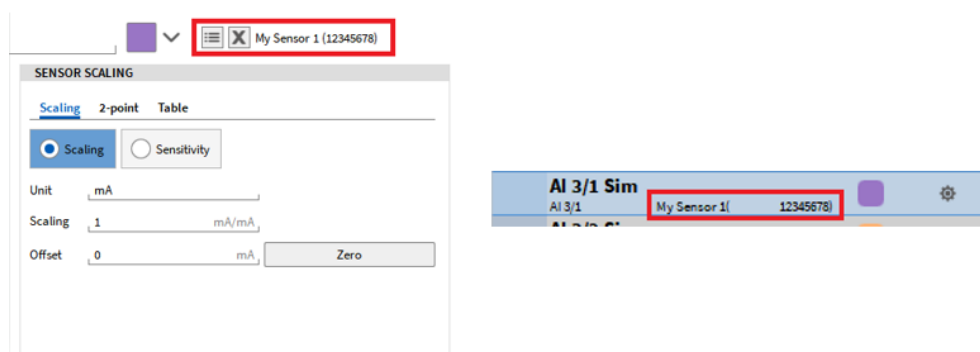 My Sensor 1 (12345678)
SENSOR SCALING
Scaling 2-point Table
Scaling Sensitivity
Unit mA
Scaling 1 mA/mA
Offset 0 mA Zero
AI 3/1 Sim
AI 3/1 My Sensor 1( 12345678)